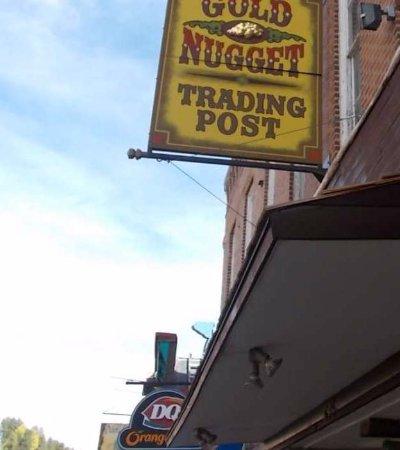 GOLD
NUGGET
TRADING
POST
DQ
Orange